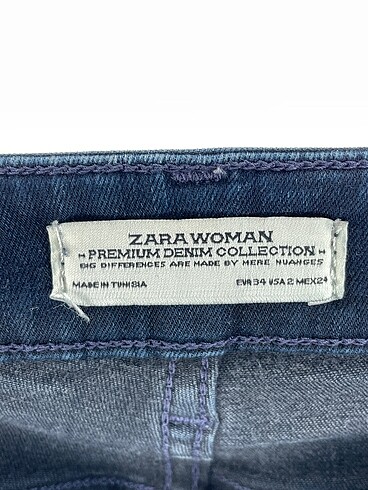 ZARA WOMAN
PREMIUM DENIM COLLECTION
BIG DIFFERENCES ARE MADE BY MERE NUANCES
MADE IN TUNISIA EUR 34 USA 2 MEX 24